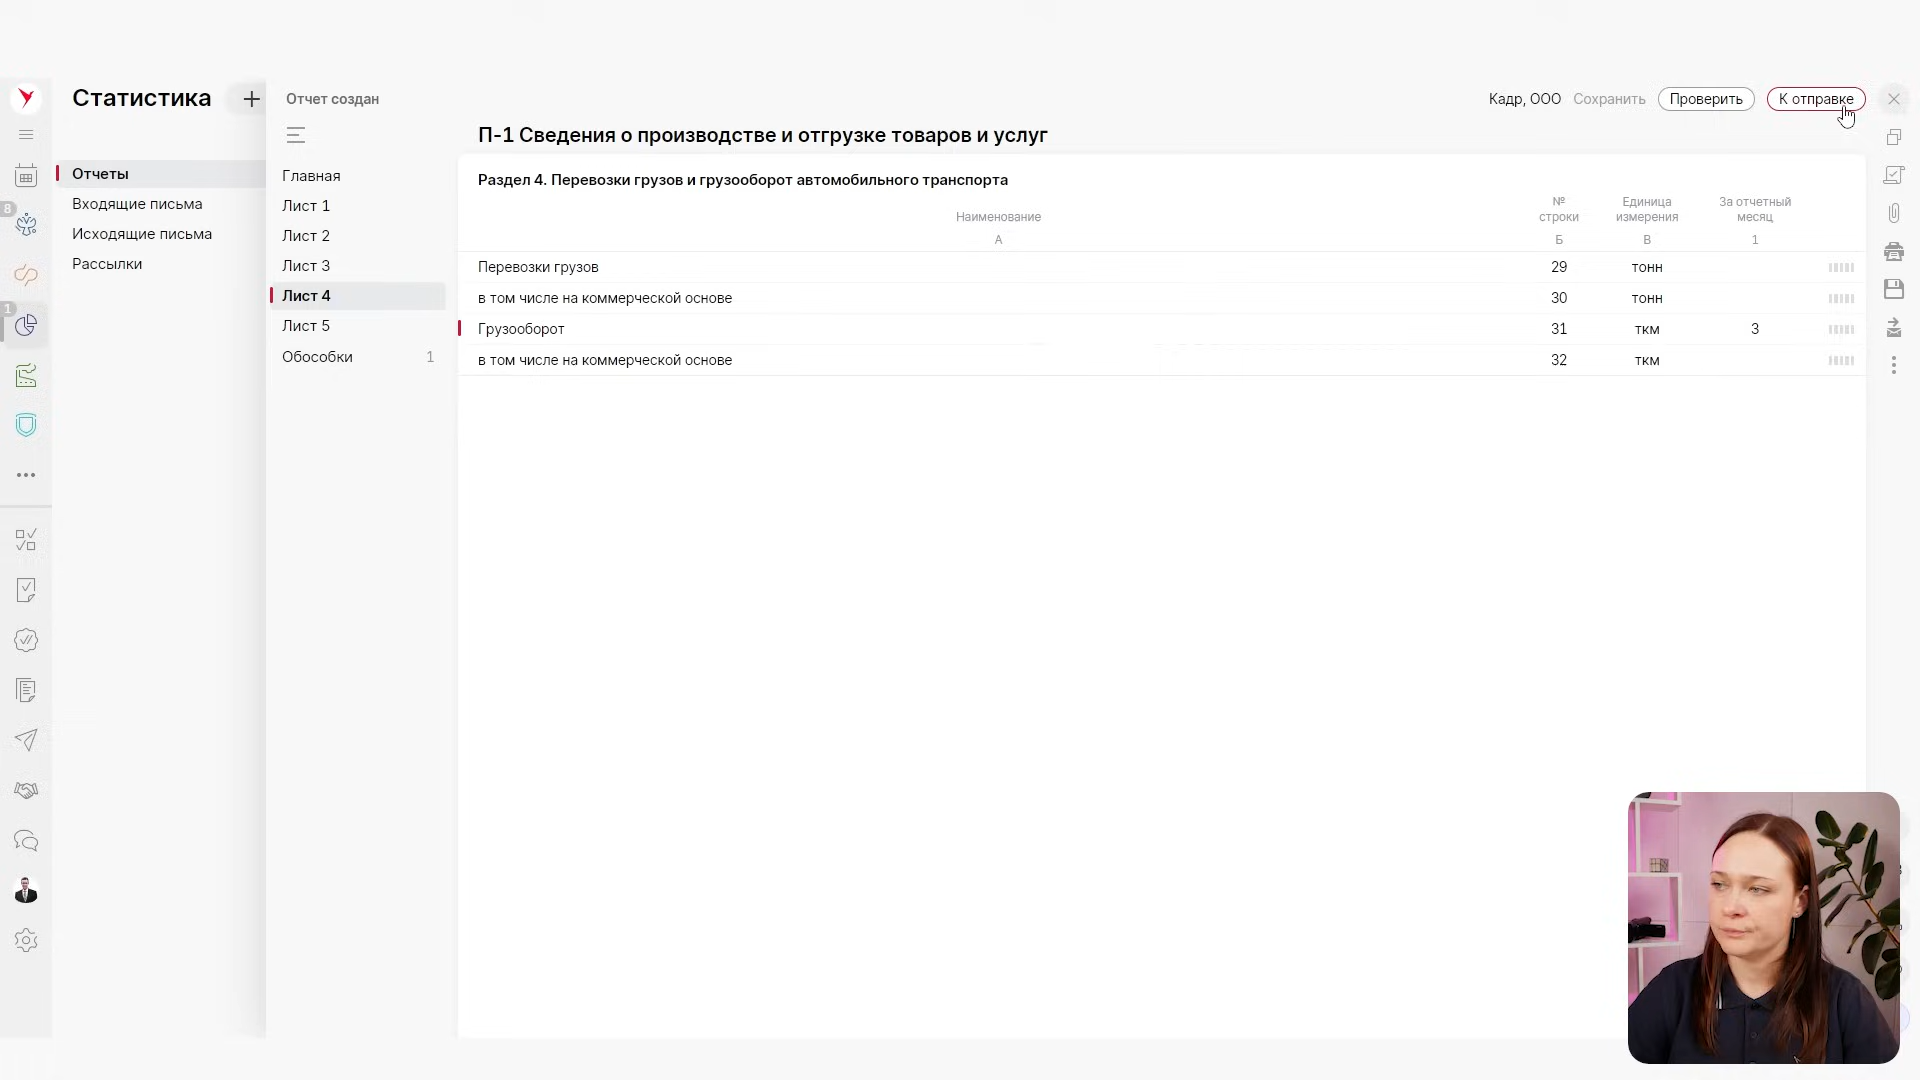 Статистика
Отчеты
Входящие письма
Исходящие письма
Рассылки
8
1
Отчет создан
Кадр, ООО Сохранить Проверить К отправке
П-1 Сведения о производстве и отгрузке товаров и услуг
Главная
Лист 1
Лист 2
Лист 3
Лист 4
Лист 5
Обособки 1
Раздел 4. Перевозки грузов и грузооборот автомобильного транспорта
Наименование № строки Единица измерения За отчетный месяц
А Б В 1
Перевозки грузов 29 тонн
в том числе на коммерческой основе 30 тонн
Грузооборот 31 ткм 3
в том числе на коммерческой основе 32 ткм